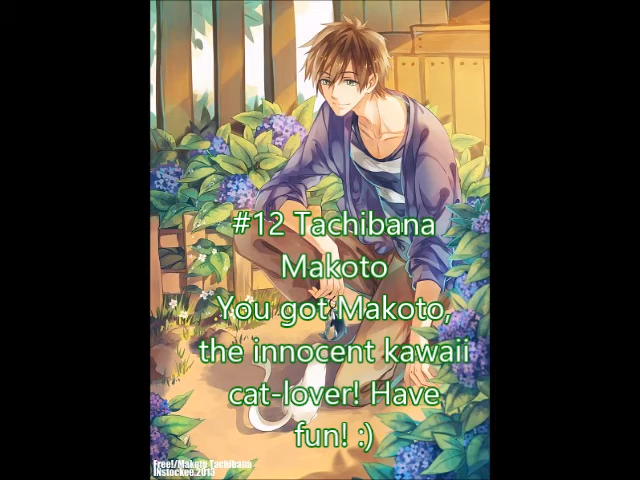 #12 Tachibana
Makoto
You got Makoto,
the innocent kawaii
cat-lover! Have
fun! :)
Free!/Makoto Tachibana
INstockee.2013